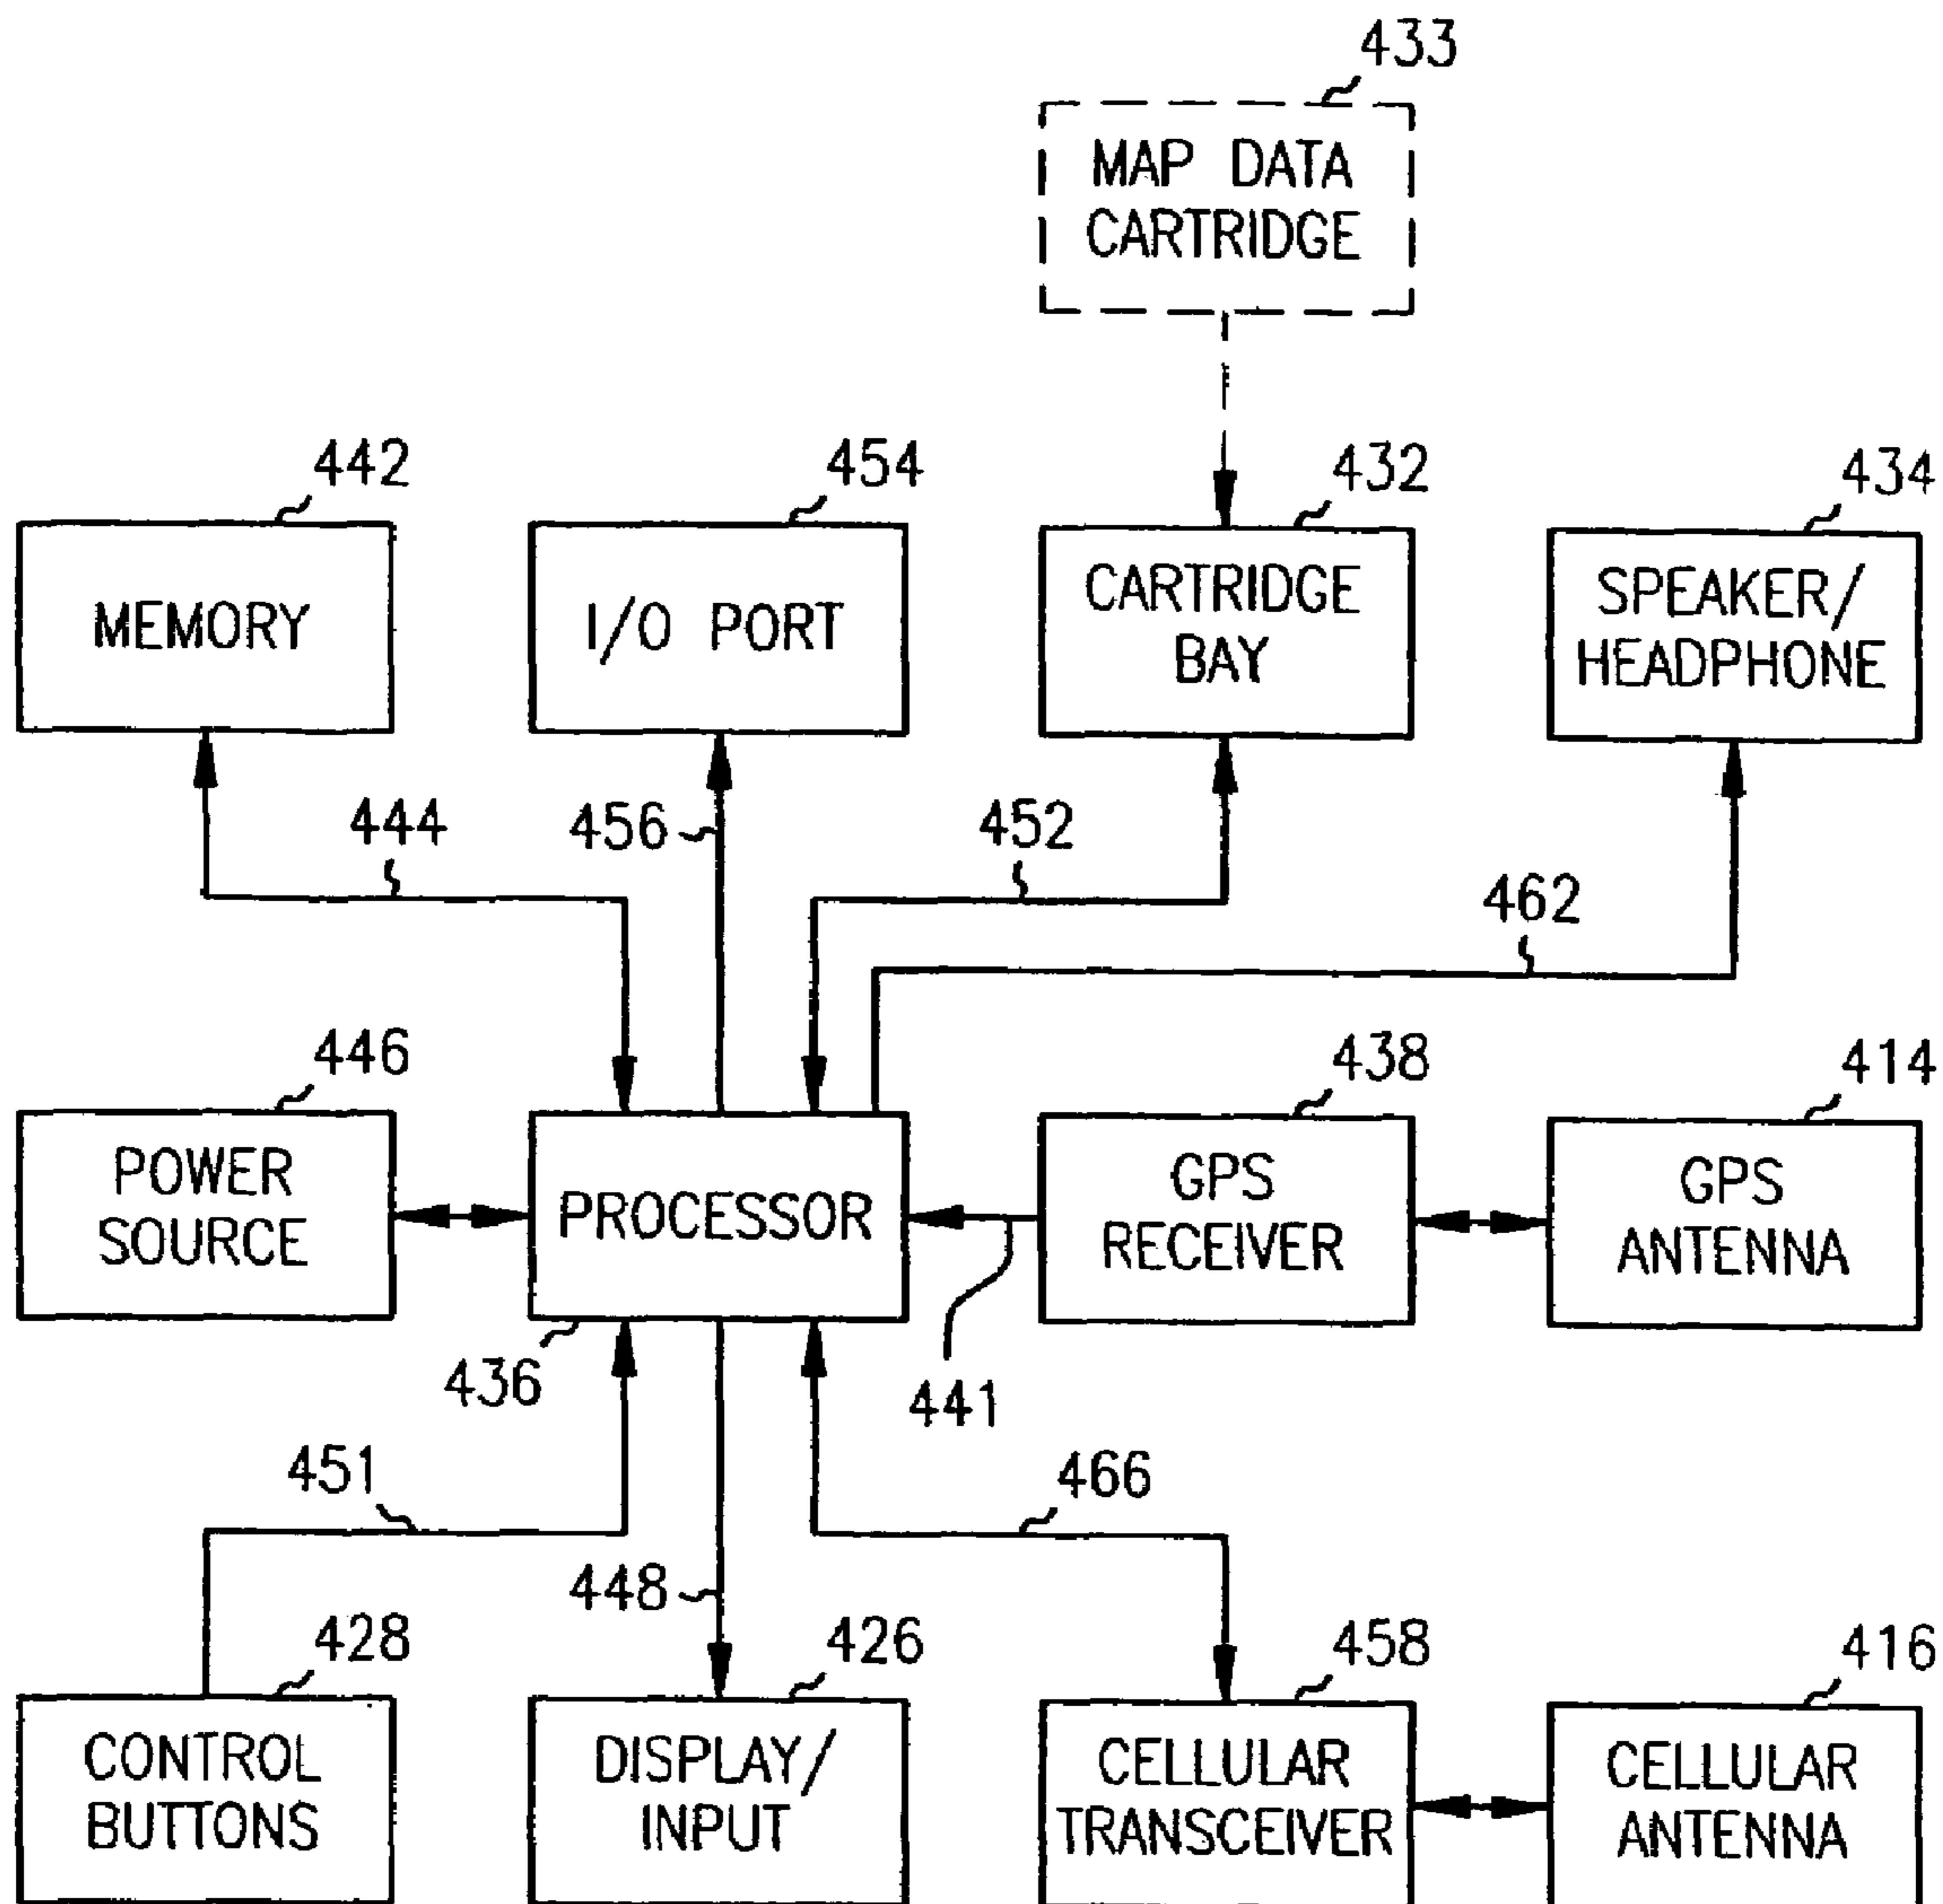 433
MAP DATA
CARTRIDGE
442
454
432
434
MEMORY
I/O PORT
CARTRIDGE
BAY
SPEAKER/
HEADPHONE
444
456
452
462
446
438
414
POWER
SOURCE
PROCESSOR
GPS
RECEIVER
GPS
ANTENNA
436
441
451
466
448
428
426
458
416
CONTROL
BUTTONS
DISPLAY/
INPUT
CELLULAR
TRANSCEIVER
CELLULAR
ANTENNA